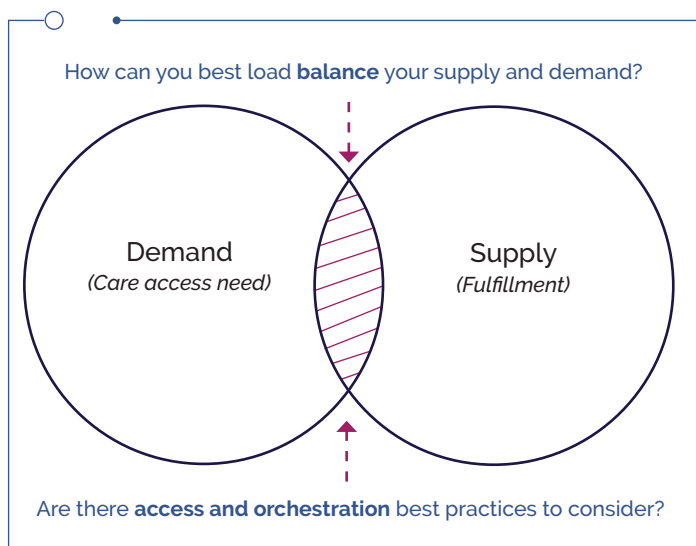 How can you best load balance your supply and demand?
Demand
(Care access need)
Supply
(Fulfillment)
Are there access and orchestration best practices to consider?